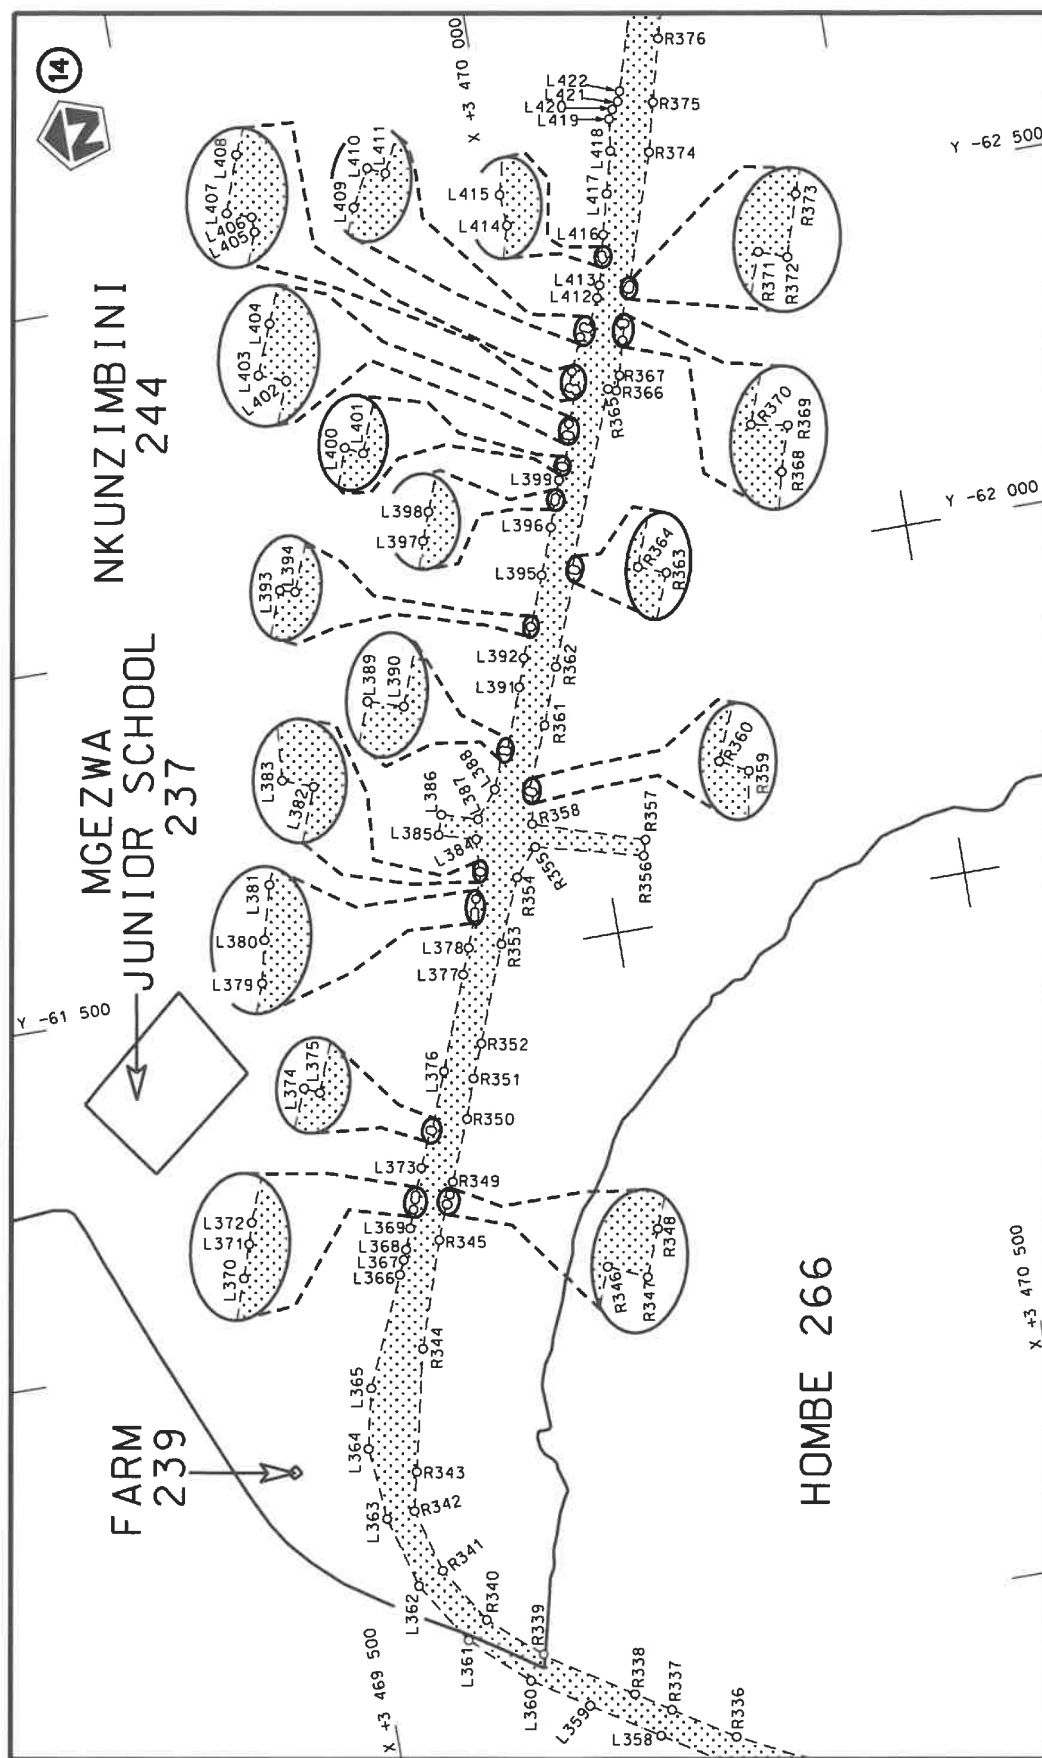 14
N
MGEZWA
JUNIOR SCHOOL
237
NKUNZIMBINI
244
FARM
239
HOMBE 266
X +3 469 500
X +3 470 000
X +3 470 500
Y -61 500
Y -62 000
Y -62 500
L358
L359
L360
L361
L362
L363
L364
L365
L366
L367
L368
L369
L370
L371
L372
L373
L374
L375
L376
L377
L378
L379
L380
L381
L382
L383
L384
L385
L386
L387
L388
L389
L390
L391
L392
L393
L394
L395
L396
L397
L398
L399
L400
L401
L402
L403
L404
L405
L406
L407
L408
L409
L410
L411
L412
L413
L414
L415
L416
L417
L418
L419
L420
L421
L422
R336
R337
R338
R339
R340
R341
R342
R343
R344
R345
R346
R347
R348
R349
R350
R351
R352
R353
R354
R355
R356
R357
R358
R359
R360
R361
R362
R363
R364
R365
R366
R367
R368
R369
R370
R371
R372
R373
R374
R375
R376